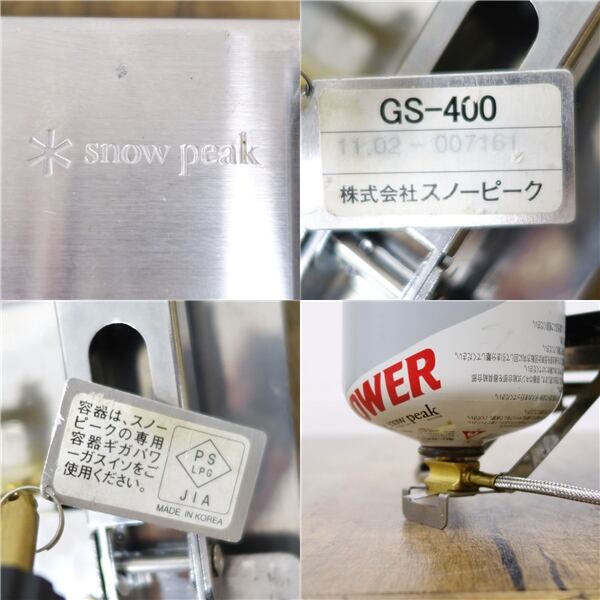 snow peak
GS-400
11.02 - 007161
株式会社スノーピーク
容器は、スノー
ピークの専用
容器ギガパワ
ーガスイソをご
使用ください。
PS
LPG
JIA
MADE IN KOREA
OWER
snow peak